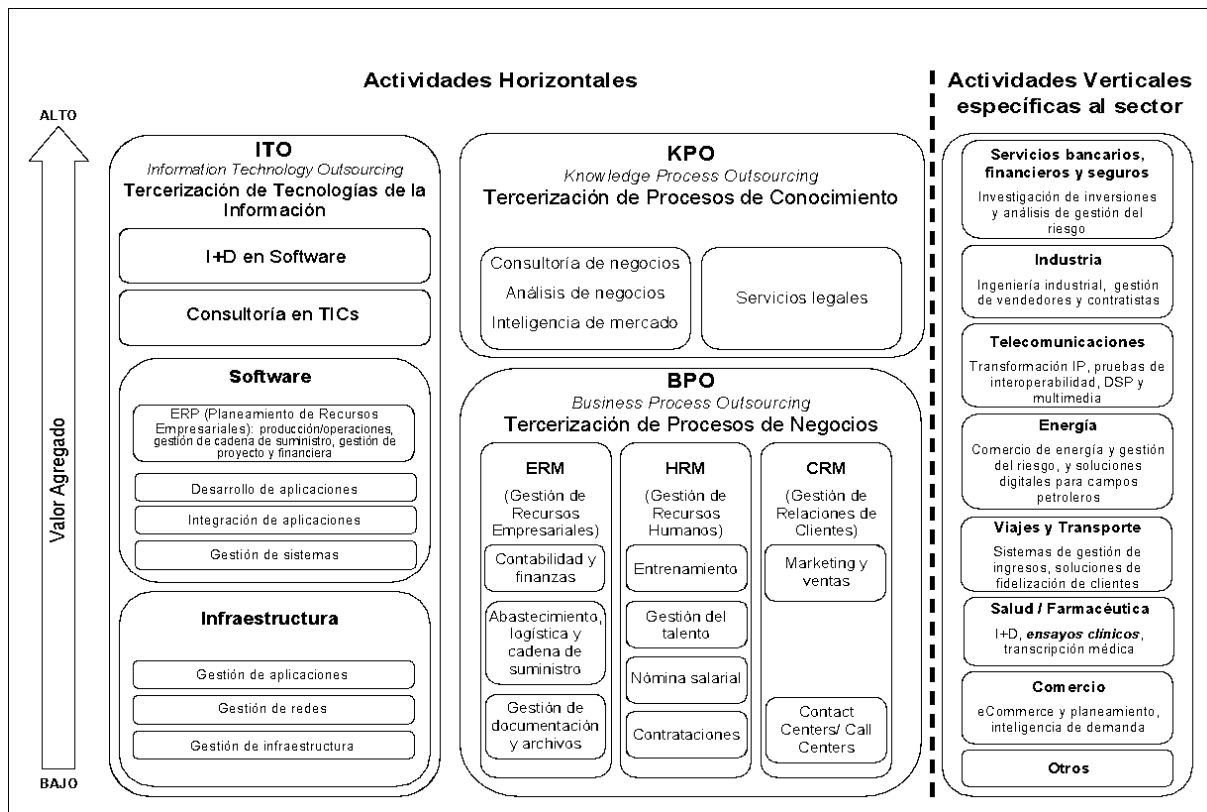 Actividades Horizontales
Actividades Verticales
específicas al sector
ALTO
Valor Agregado
BAJO
ITO
Information Technology Outsourcing
Tercerización de Tecnologías de la
Información
I+D en Software
Consultoría en TICs
Software
ERP (Planeamiento de Recursos
Empresariales): producción/operaciones,
gestión de cadena de suministro, gestión de
proyecto y financiera
Desarrollo de aplicaciones
Integración de aplicaciones
Gestión de sistemas
Infraestructura
Gestión de aplicaciones
Gestión de redes
Gestión de infraestructura
KPO
Knowledge Process Outsourcing
Tercerización de Procesos de Conocimiento
Consultoría de negocios
Análisis de negocios
Inteligencia de mercado
Servicios legales
BPO
Business Process Outsourcing
Tercerización de Procesos de Negocios
ERM
(Gestión de
Recursos
Empresariales)
Contabilidad y
finanzas
Abastecimiento,
logística y
cadena de
suministro
Gestión de
documentación
y archivos
HRM
(Gestión de
Recursos
Humanos)
Entrenamiento
Gestión del
talento
Nómina salarial
Contrataciones
CRM
(Gestión de
Relaciones de
Clientes)
Marketing y
ventas
Contact
Centers/ Call
Centers
Servicios bancarios,
financieros y seguros
Investigación de inversiones
y análisis de gestión del
riesgo
Industria
Ingeniería industrial, gestión
de vendedores y contratistas
Telecomunicaciones
Transformación IP, pruebas de
interoperabilidad, DSP y
multimedia
Energía
Comercio de energía y gestión
del riesgo, y soluciones
digitales para campos
petroleros
Viajes y Transporte
Sistemas de gestión de
ingresos, soluciones de
fidelización de clientes
Salud / Farmacéutica
I+D, ensayos clínicos,
transcripción médica
Comercio
eCommerce y planeamiento,
inteligencia de demanda
Otros